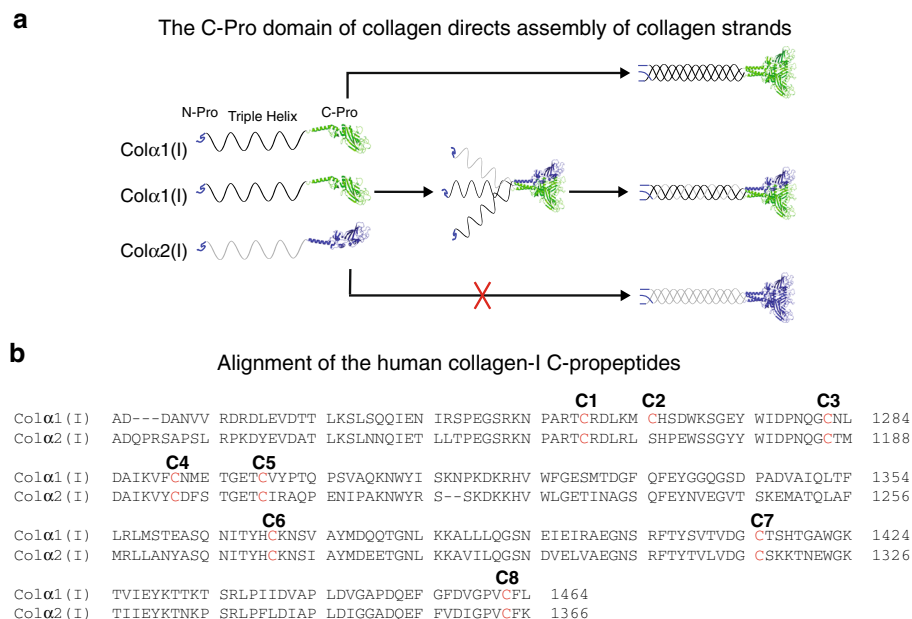 a
The C-Pro domain of collagen directs assembly of collagen strands
N-Pro Triple Helix C-Pro
Colα1(I)
Colα1(I)
Colα2(I)
b
Alignment of the human collagen-I C-propeptides
C1 C2 C3
Colα1(I) AD---DANVV RDRDLEVDTT LKSLSQQIEN IRSPEGSRKN PARTCRDLKM CHSDWKSGEY WIDPNQGCNL 1284
Colα2(I) ADQPRSAPSL RPKDYEVDAT LKSLNNQIET LLTPEGSRKN PARTCRDLRL SHPEWSSGYY WIDPNQGCTM 1188
C4 C5
Colα1(I) DAIKVFCNME TGETCVYPTQ PSVAQKNWYI SKNPKDKRHV WFGESMTDGF QFEYGGQGSD PADVAIQLTF 1354
Colα2(I) DAIKVYCDFS TGETCIRAQP ENIPAKNWYR S--SKDKKHV WLGETINAGS QFEYNVEGVT SKEMATQLAF 1256
C6 C7
Colα1(I) LRLMSTEASQ NITYHCKNSV AYMDQQTGNL KKALLLQGSN EIEIRAEGNS RFTYSVTVDG CTSHTGAWGK 1424
Colα2(I) MRLLANYASQ NITYHCKNSI AYMDEETGNL KKAVILQGSN DVELVAEGNS RFTYTVLVDG CSKKTNEWGK 1326
C8
Colα1(I) TVIEYKTTKT SRLPIIDVAP LDVGAPDQEF GFDVGPVCFL 1464
Colα2(I) TIIEYKTNKP SRLPFLDIAP LDIGGADQEF FVDIGPVCFK 1366